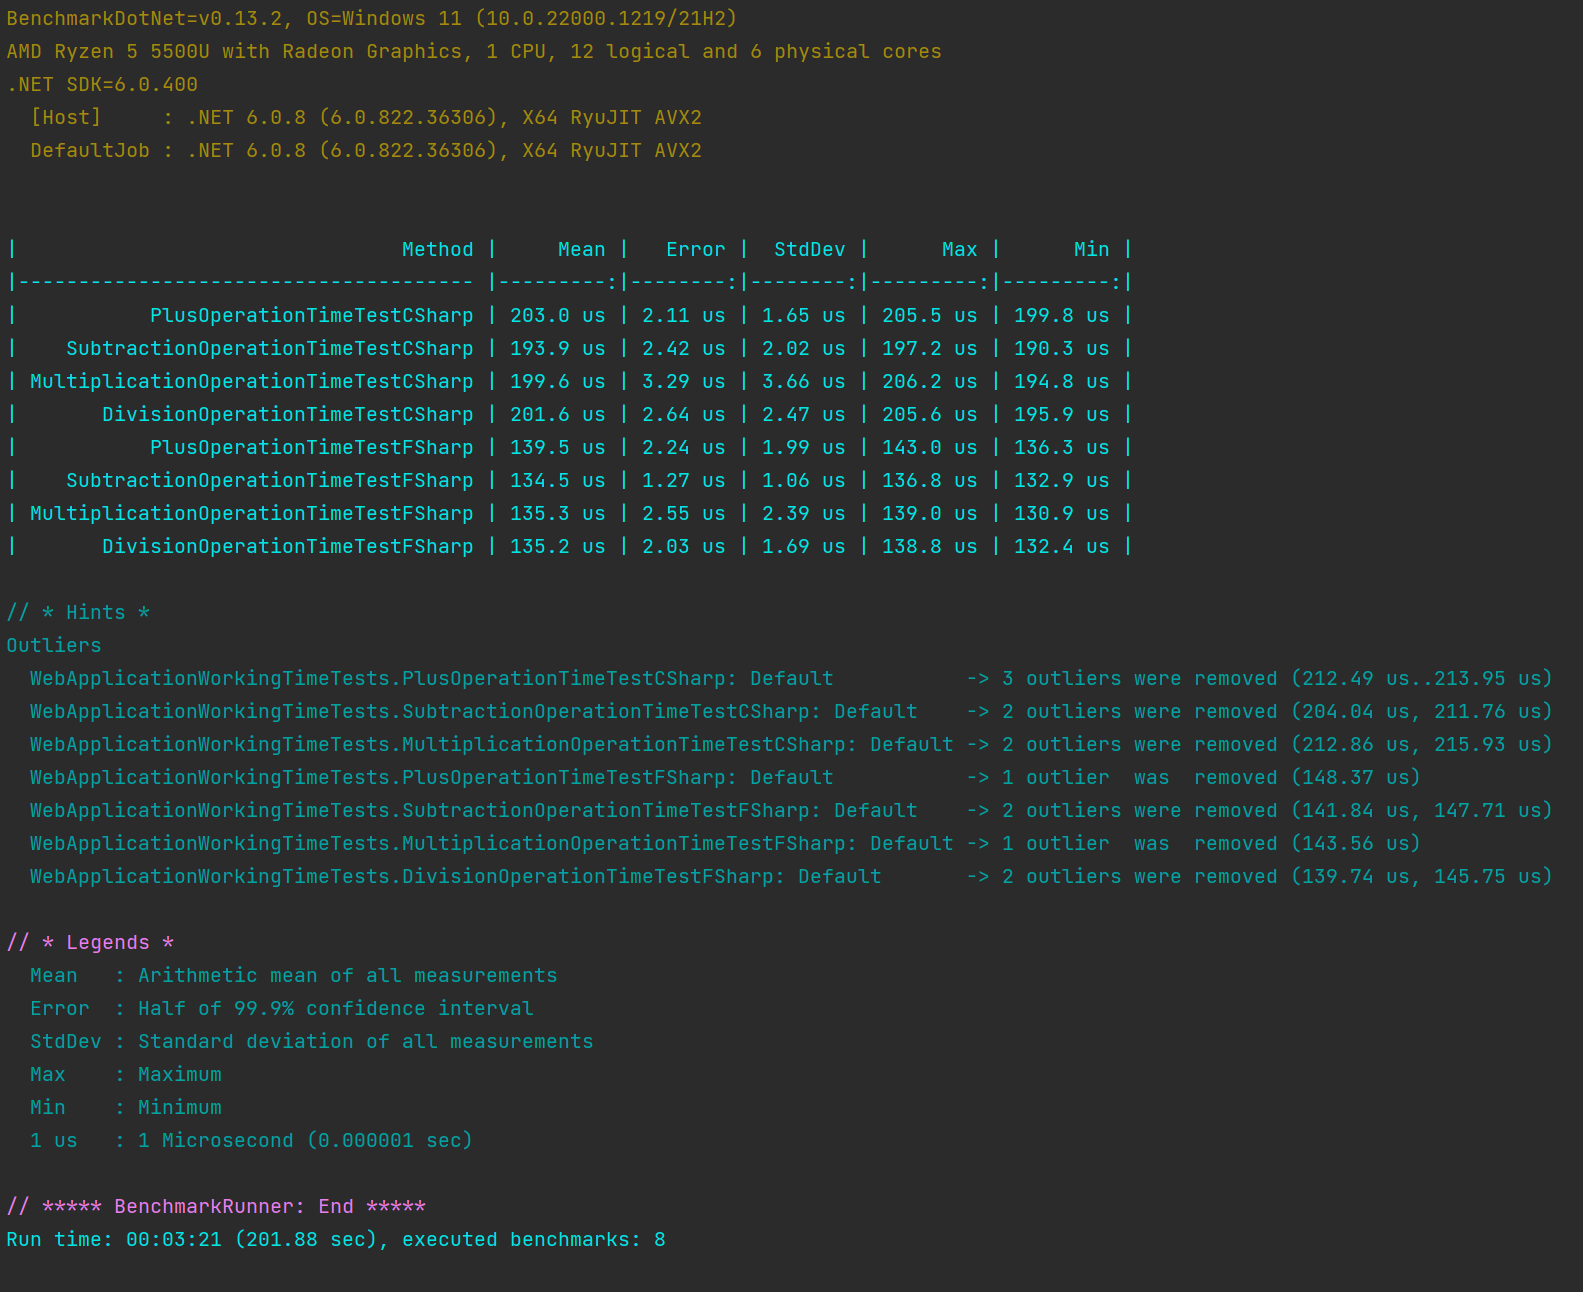 BenchmarkDotNet=v0.13.2, OS=Windows 11 (10.0.22000.1219/21H2)
AMD Ryzen 5 5500U with Radeon Graphics, 1 CPU, 12 logical and 6 physical cores
.NET SDK=6.0.400
  [Host]     : .NET 6.0.8 (6.0.822.36306), X64 RyuJIT AVX2
  DefaultJob : .NET 6.0.8 (6.0.822.36306), X64 RyuJIT AVX2
|                                Method |     Mean |   Error |  StdDev |      Max |      Min |
|-------------------------------------- |---------:|--------:|--------:|---------:|---------:|
|           PlusOperationTimeTestCSharp | 203.0 us | 2.11 us | 1.65 us | 205.5 us | 199.8 us |
|    SubtractionOperationTimeTestCSharp | 193.9 us | 2.42 us | 2.02 us | 197.2 us | 190.3 us |
| MultiplicationOperationTimeTestCSharp | 199.6 us | 3.29 us | 3.66 us | 206.2 us | 194.8 us |
|       DivisionOperationTimeTestCSharp | 201.6 us | 2.64 us | 2.47 us | 205.6 us | 195.9 us |
|           PlusOperationTimeTestFSharp | 139.5 us | 2.24 us | 1.99 us | 143.0 us | 136.3 us |
|    SubtractionOperationTimeTestFSharp | 134.5 us | 1.27 us | 1.06 us | 136.8 us | 132.9 us |
| MultiplicationOperationTimeTestFSharp | 135.3 us | 2.55 us | 2.39 us | 139.0 us | 130.9 us |
|       DivisionOperationTimeTestFSharp | 135.2 us | 2.03 us | 1.69 us | 138.8 us | 132.4 us |
// * Hints *
Outliers
  WebApplicationWorkingTimeTests.PlusOperationTimeTestCSharp: Default           -> 3 outliers were removed (212.49 us..213.95 us)
  WebApplicationWorkingTimeTests.SubtractionOperationTimeTestCSharp: Default    -> 2 outliers were removed (204.04 us, 211.76 us)
  WebApplicationWorkingTimeTests.MultiplicationOperationTimeTestCSharp: Default -> 2 outliers were removed (212.86 us, 215.93 us)
  WebApplicationWorkingTimeTests.PlusOperationTimeTestFSharp: Default           -> 1 outlier  was  removed (148.37 us)
  WebApplicationWorkingTimeTests.SubtractionOperationTimeTestFSharp: Default    -> 2 outliers were removed (141.84 us, 147.71 us)
  WebApplicationWorkingTimeTests.MultiplicationOperationTimeTestFSharp: Default -> 1 outlier  was  removed (143.56 us)
  WebApplicationWorkingTimeTests.DivisionOperationTimeTestFSharp: Default       -> 2 outliers were removed (139.74 us, 145.75 us)
// * Legends *
  Mean   : Arithmetic mean of all measurements
  Error  : Half of 99.9% confidence interval
  StdDev : Standard deviation of all measurements
  Max    : Maximum
  Min    : Minimum
  1 us   : 1 Microsecond (0.000001 sec)
// ***** BenchmarkRunner: End *****
Run time: 00:03:21 (201.88 sec), executed benchmarks: 8